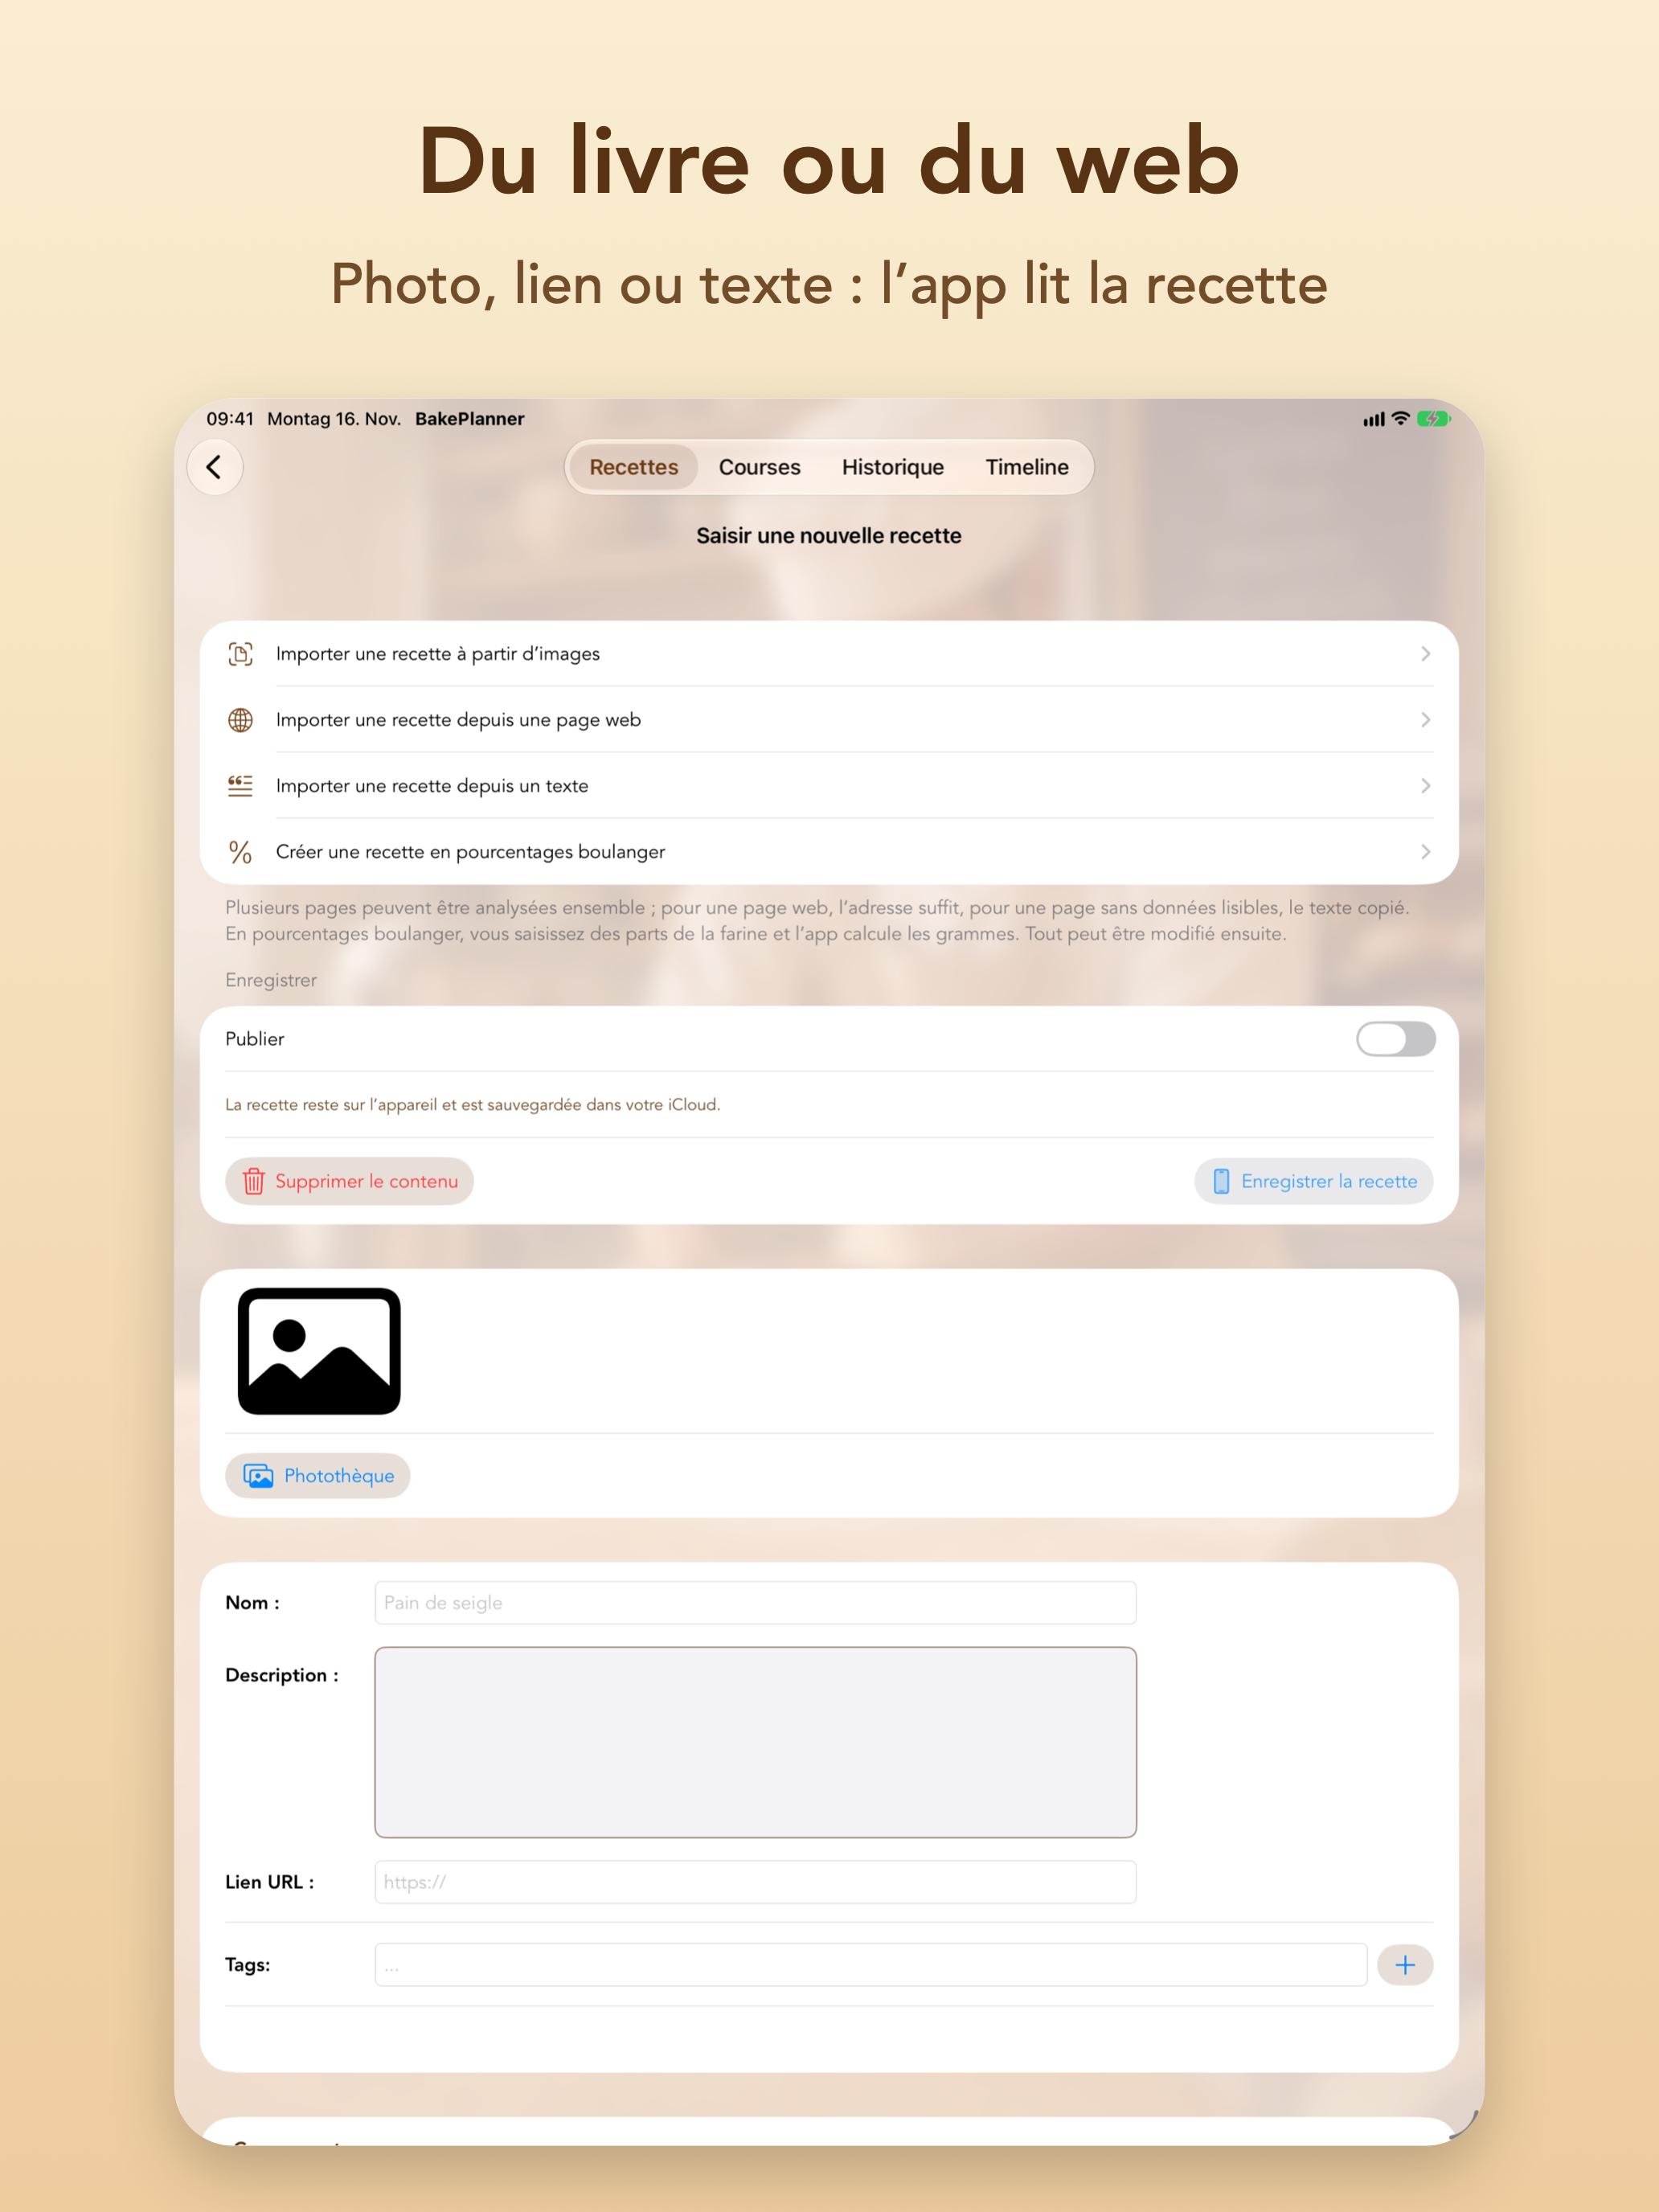 Du livre ou du web
Photo, lien ou texte : l’app lit la recette
09:41 Montag 16. Nov. BakePlanner
Recettes Courses Historique Timeline
Saisir une nouvelle recette
Importer une recette à partir d’images
Importer une recette depuis une page web
Importer une recette depuis un texte
% Créer une recette en pourcentages boulanger
Plusieurs pages peuvent être analysées ensemble ; pour une page web, l’adresse suffit, pour une page sans données lisibles, le texte copié.
En pourcentages boulanger, vous saisissez des parts de la farine et l’app calcule les grammes. Tout peut être modifié ensuite.
Enregistrer
Publier
La recette reste sur l’appareil et est sauvegardée dans votre iCloud.
Supprimer le contenu Enregistrer la recette
Photothèque
Nom : Pain de seigle
Description :
Lien URL : https://
Tags: ...